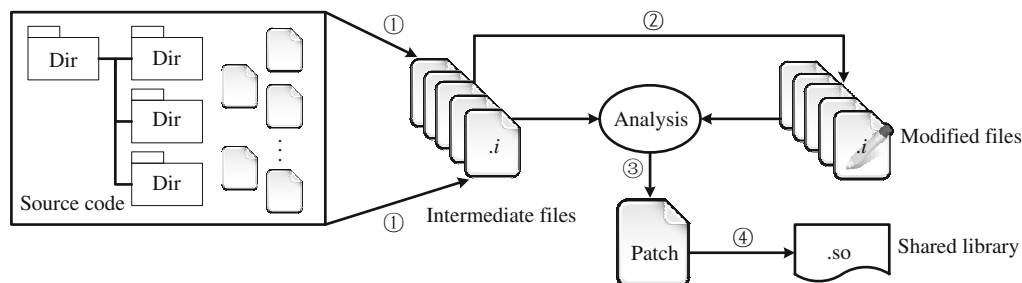 Dir
Dir
Dir
Dir
Source code
①
①
.i
Intermediate files
②
Analysis
.i
Modified files
③
Patch
④
.so
Shared library